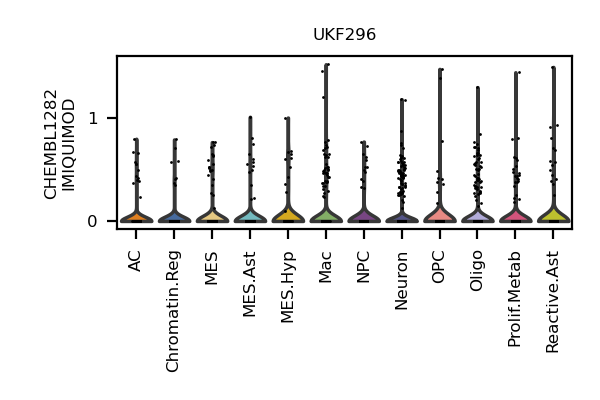 UKF296
CHEMBL1282
IMIQUIMOD
1
0
AC
Chromatin.Reg
MES
MES.Ast
MES.Hyp
Mac
NPC
Neuron
OPC
Oligo
Prolif.Metab
Reactive.Ast